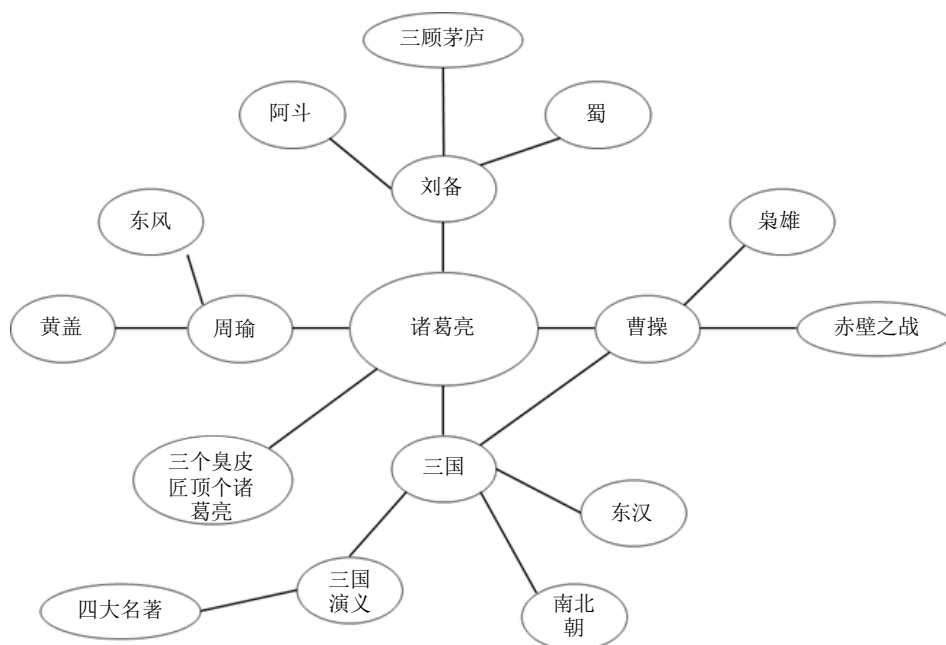 三顾茅庐
阿斗
蜀
刘备
东风
枭雄
黄盖
周瑜
诸葛亮
曹操
赤壁之战
三个臭皮
匠顶个诸
葛亮
三国
东汉
三国
演义
四大名著
南北
朝